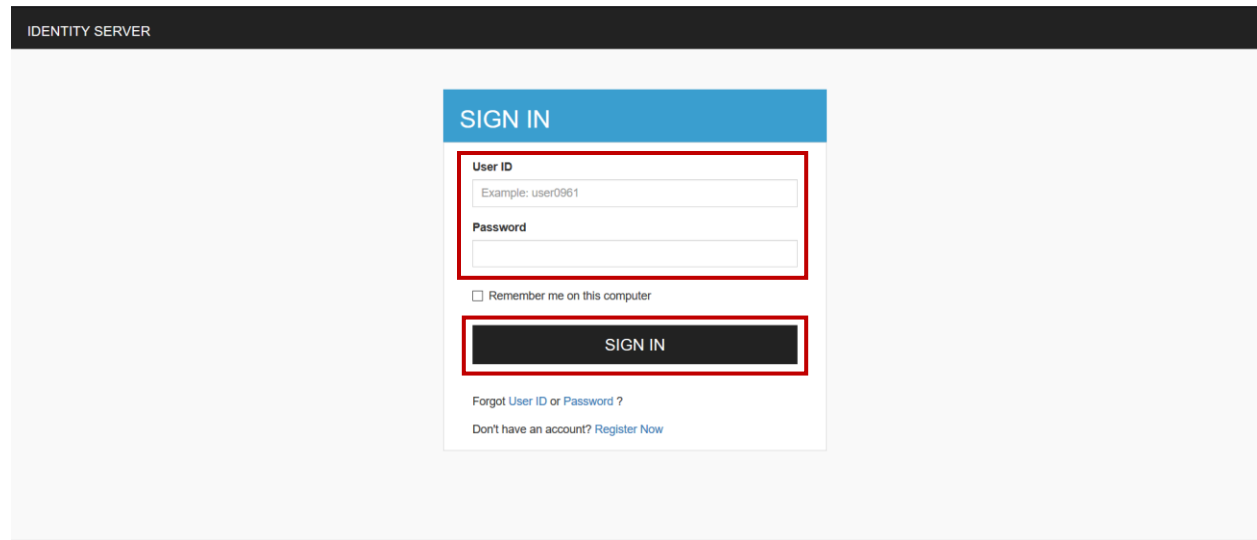 IDENTITY SERVER
SIGN IN
User ID
Example: user0961
Password
Remember me on this computer
SIGN IN
Forgot User ID or Password ?
Don't have an account? Register Now